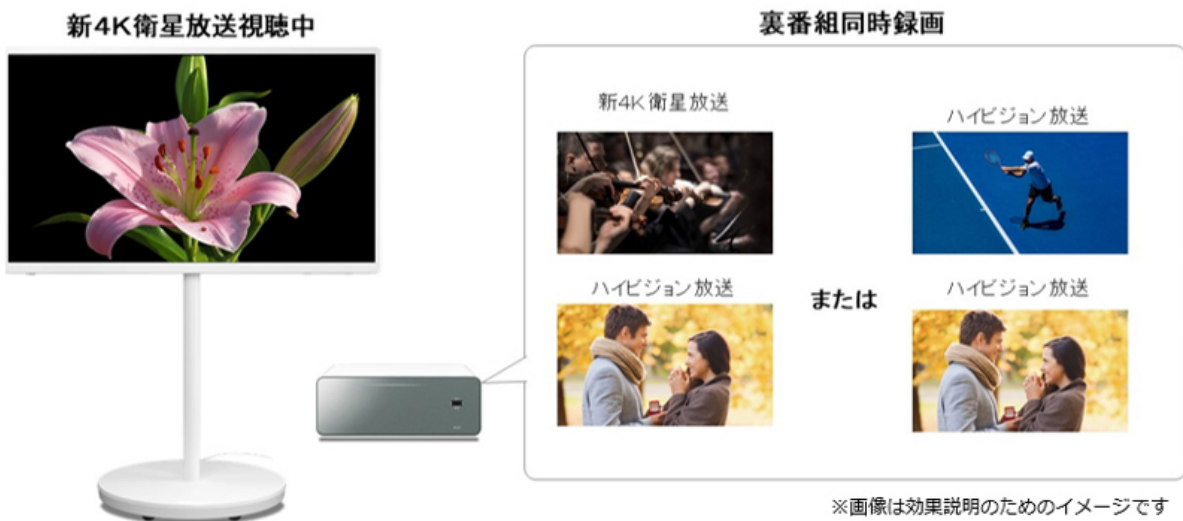 新4K衛星放送視聴中
裏番組同時録画
新4K衛星放送
ハイビジョン放送
ハイビジョン放送
または
ハイビジョン放送
※画像は効果説明のためのイメージです